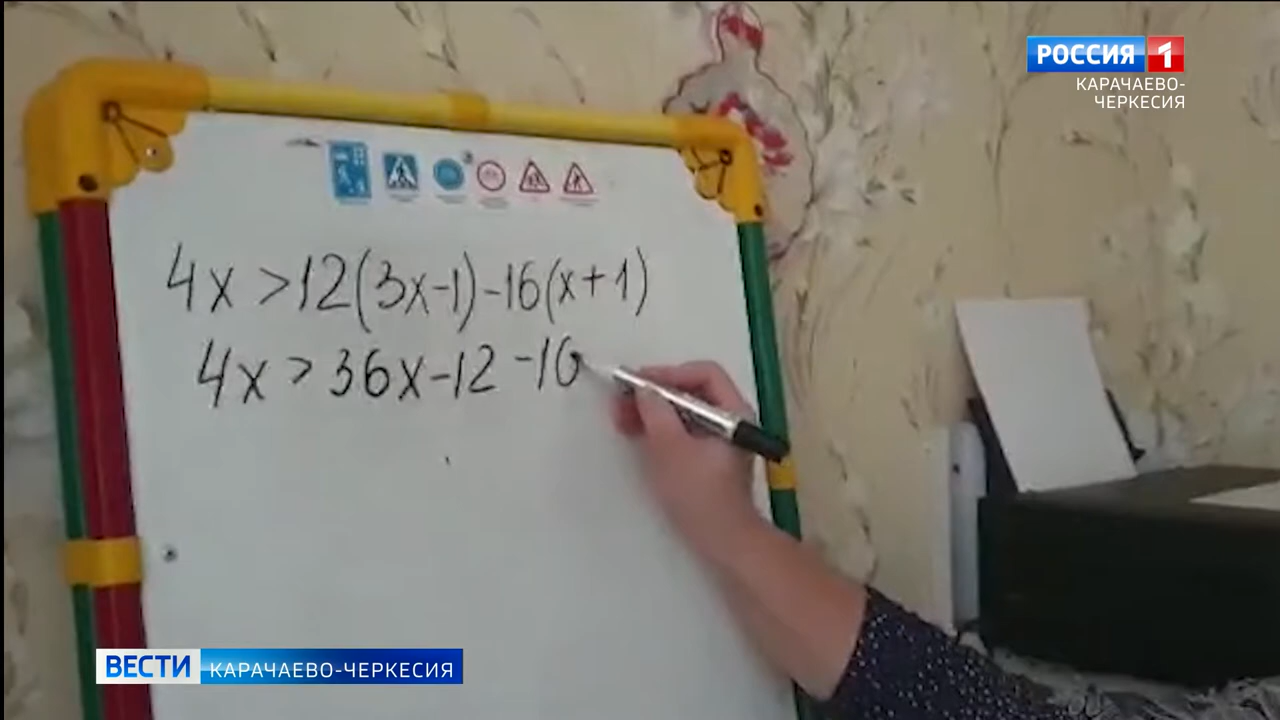 РОССИЯ 1
КАРАЧАЕВО-
ЧЕРКЕСИЯ
4x >12(3x-1)-16(x+1)
4x > 36x-12-16
ВЕСТИ КАРАЧАЕВО-ЧЕРКЕСИЯ